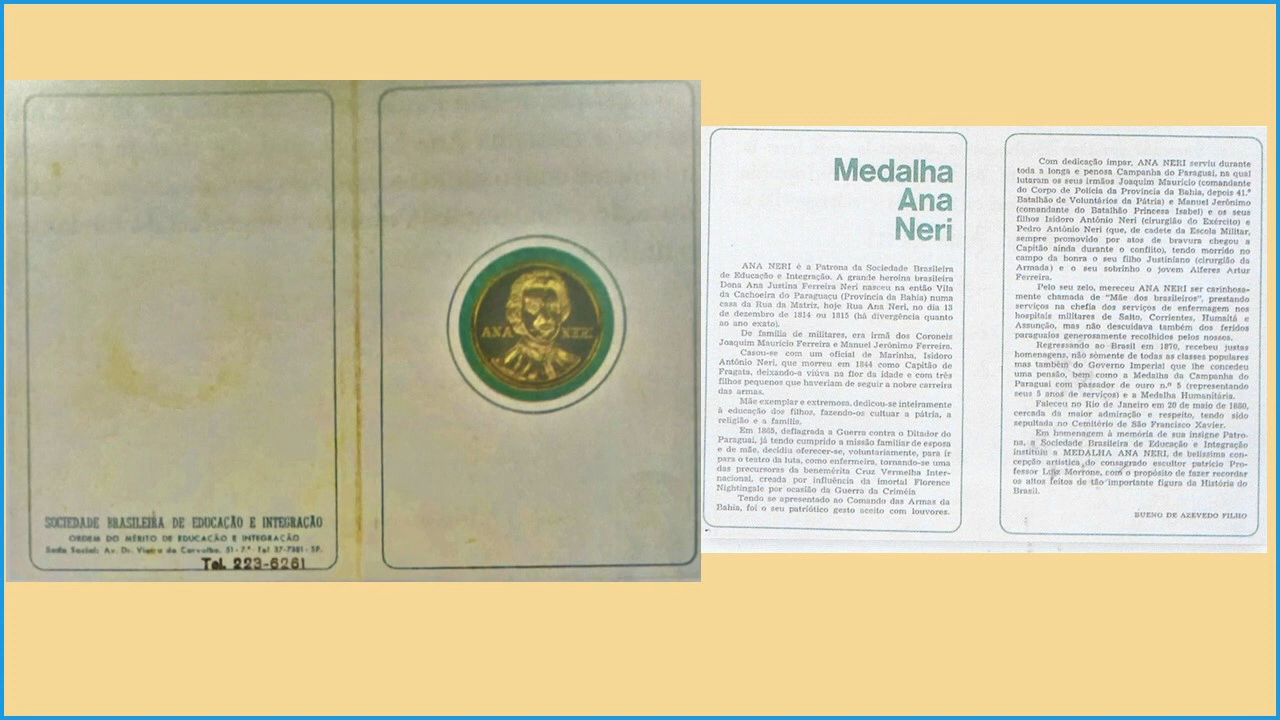 SOCIEDADE BRASILEIRA DE EDUCAÇÃO E INTEGRAÇÃO
ORDEM DO MÉRITO DE EDUCAÇÃO E INTEGRAÇÃO
Sede Social: Av. Dr. Vieira de Carvalho, 51 - 7.º Tel 37-7381 - SP.
Tel. 223-6261
ANA NERI
Medalha
Ana
Neri
ANA NERI é a Patrona da Sociedade Brasileira
de Educação e Integração. A grande heroína brasileira
Dona Ana Justina Ferreira Neri nasceu na então Vila
da Cachoeira do Paraguaçu (Província da Bahia) numa
casa da Rua da Matriz, hoje Rua Ana Neri, no dia 13
de dezembro de 1814 ou 1815 (há divergência quanto
ao ano exato).
De família de militares, era irmã dos Coroneis
Joaquim Maurício Ferreira e Manuel Jerônimo Ferreira.
Casou-se com um oficial de Marinha, Isidoro
Antônio Neri, que morreu em 1844 como Capitão de
Fragata, deixando-a viúva na flor da idade e com três
filhos pequenos que haveriam de seguir a nobre carreira
das armas.
Mãe exemplar e extremosa, dedicou-se inteiramente
à educação dos filhos, fazendo-os cultuar a pátria, a
religião e a família.
Em 1865, deflagrada a Guerra contra o Ditador do
Paraguai, já tendo cumprido a missão familiar de esposa
e de mãe, decidiu oferecer-se, voluntariamente, para ir
para o teatro da luta, como enfermeira, tornando-se uma
das precursoras da benemérita Cruz Vermelha Inter-
nacional, creada por influência da imortal Florence
Nightingale por ocasião da Guerra da Criméia
Tendo se apresentado ao Comando das Armas da
Bahia, foi o seu patriótico gesto aceito com louvores.
Com dedicação impar, ANA NERI serviu durante
toda a longa e penosa Campanha do Paraguai, na qual
lutaram os seus irmãos Joaquim Maurício (comandante
do Corpo de Polícia da Província da Bahia, depois 41.º
Batalhão de Voluntários da Pátria) e Manuel Jerônimo
(comandante do Batalhão Princesa Isabel) e os seus
filhos Isidoro Antônio Neri (cirurgião do Exército) e
Pedro Antônio Neri (que, de cadete da Escola Militar,
sempre promovido por atos de bravura chegou a
Capitão ainda durante o conflito), tendo morrido no
campo da honra o seu filho Justiniano (cirurgião da
Armada) e o seu sobrinho o jovem Alferes Artur
Ferreira.
Pelo seu zelo, mereceu ANA NERI ser carinhosa-
mente chamada de "Mãe dos brasileiros", prestando
serviços na chefia dos serviços de enfermagem nos
hospitais militares de Salto, Corrientes, Humaitá e
Assunção, mas não descuidava também dos feridos
paraguaios generosamente recolhidos pelos nossos.
Regressando ao Brasil em 1870, recebeu justas
homenagens, não sòmente de todas as classes populares
mas também do Governo Imperial que lhe concedeu
uma pensão, bem como a Medalha da Campanha do
Paraguai com passador de ouro n.º 5 (representando
seus 5 anos de serviços) e a Medalha Humanitária.
Faleceu no Rio de Janeiro em 20 de maio de 1880,
cercada da maior admiração e respeito, tendo sido
sepultada no Cemitério de São Francisco Xavier.
Em homenagem à memória de sua insigne Patro-
na, a Sociedade Brasileira de Educação e Integração
instituiu a MEDALHA ANA NERI, de belíssima con-
cepção artística do consagrado escultor patrício Pro-
fessor Luiz Morrone, com o propósito de fazer recordar
os altos feitos de tão importante figura da História do
Brasil.
BUENO DE AZEVEDO FILHO